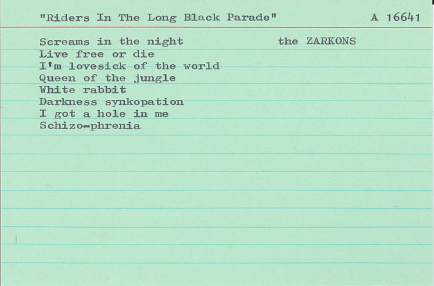 "Riders In The Long Black Parade" A 16641
Screams in the night the ZARKONS
Live free or die
I'm lovesick of the world
Queen of the jungle
White rabbit
Darkness synkopation
I got a hole in me
Schizo-phrenia